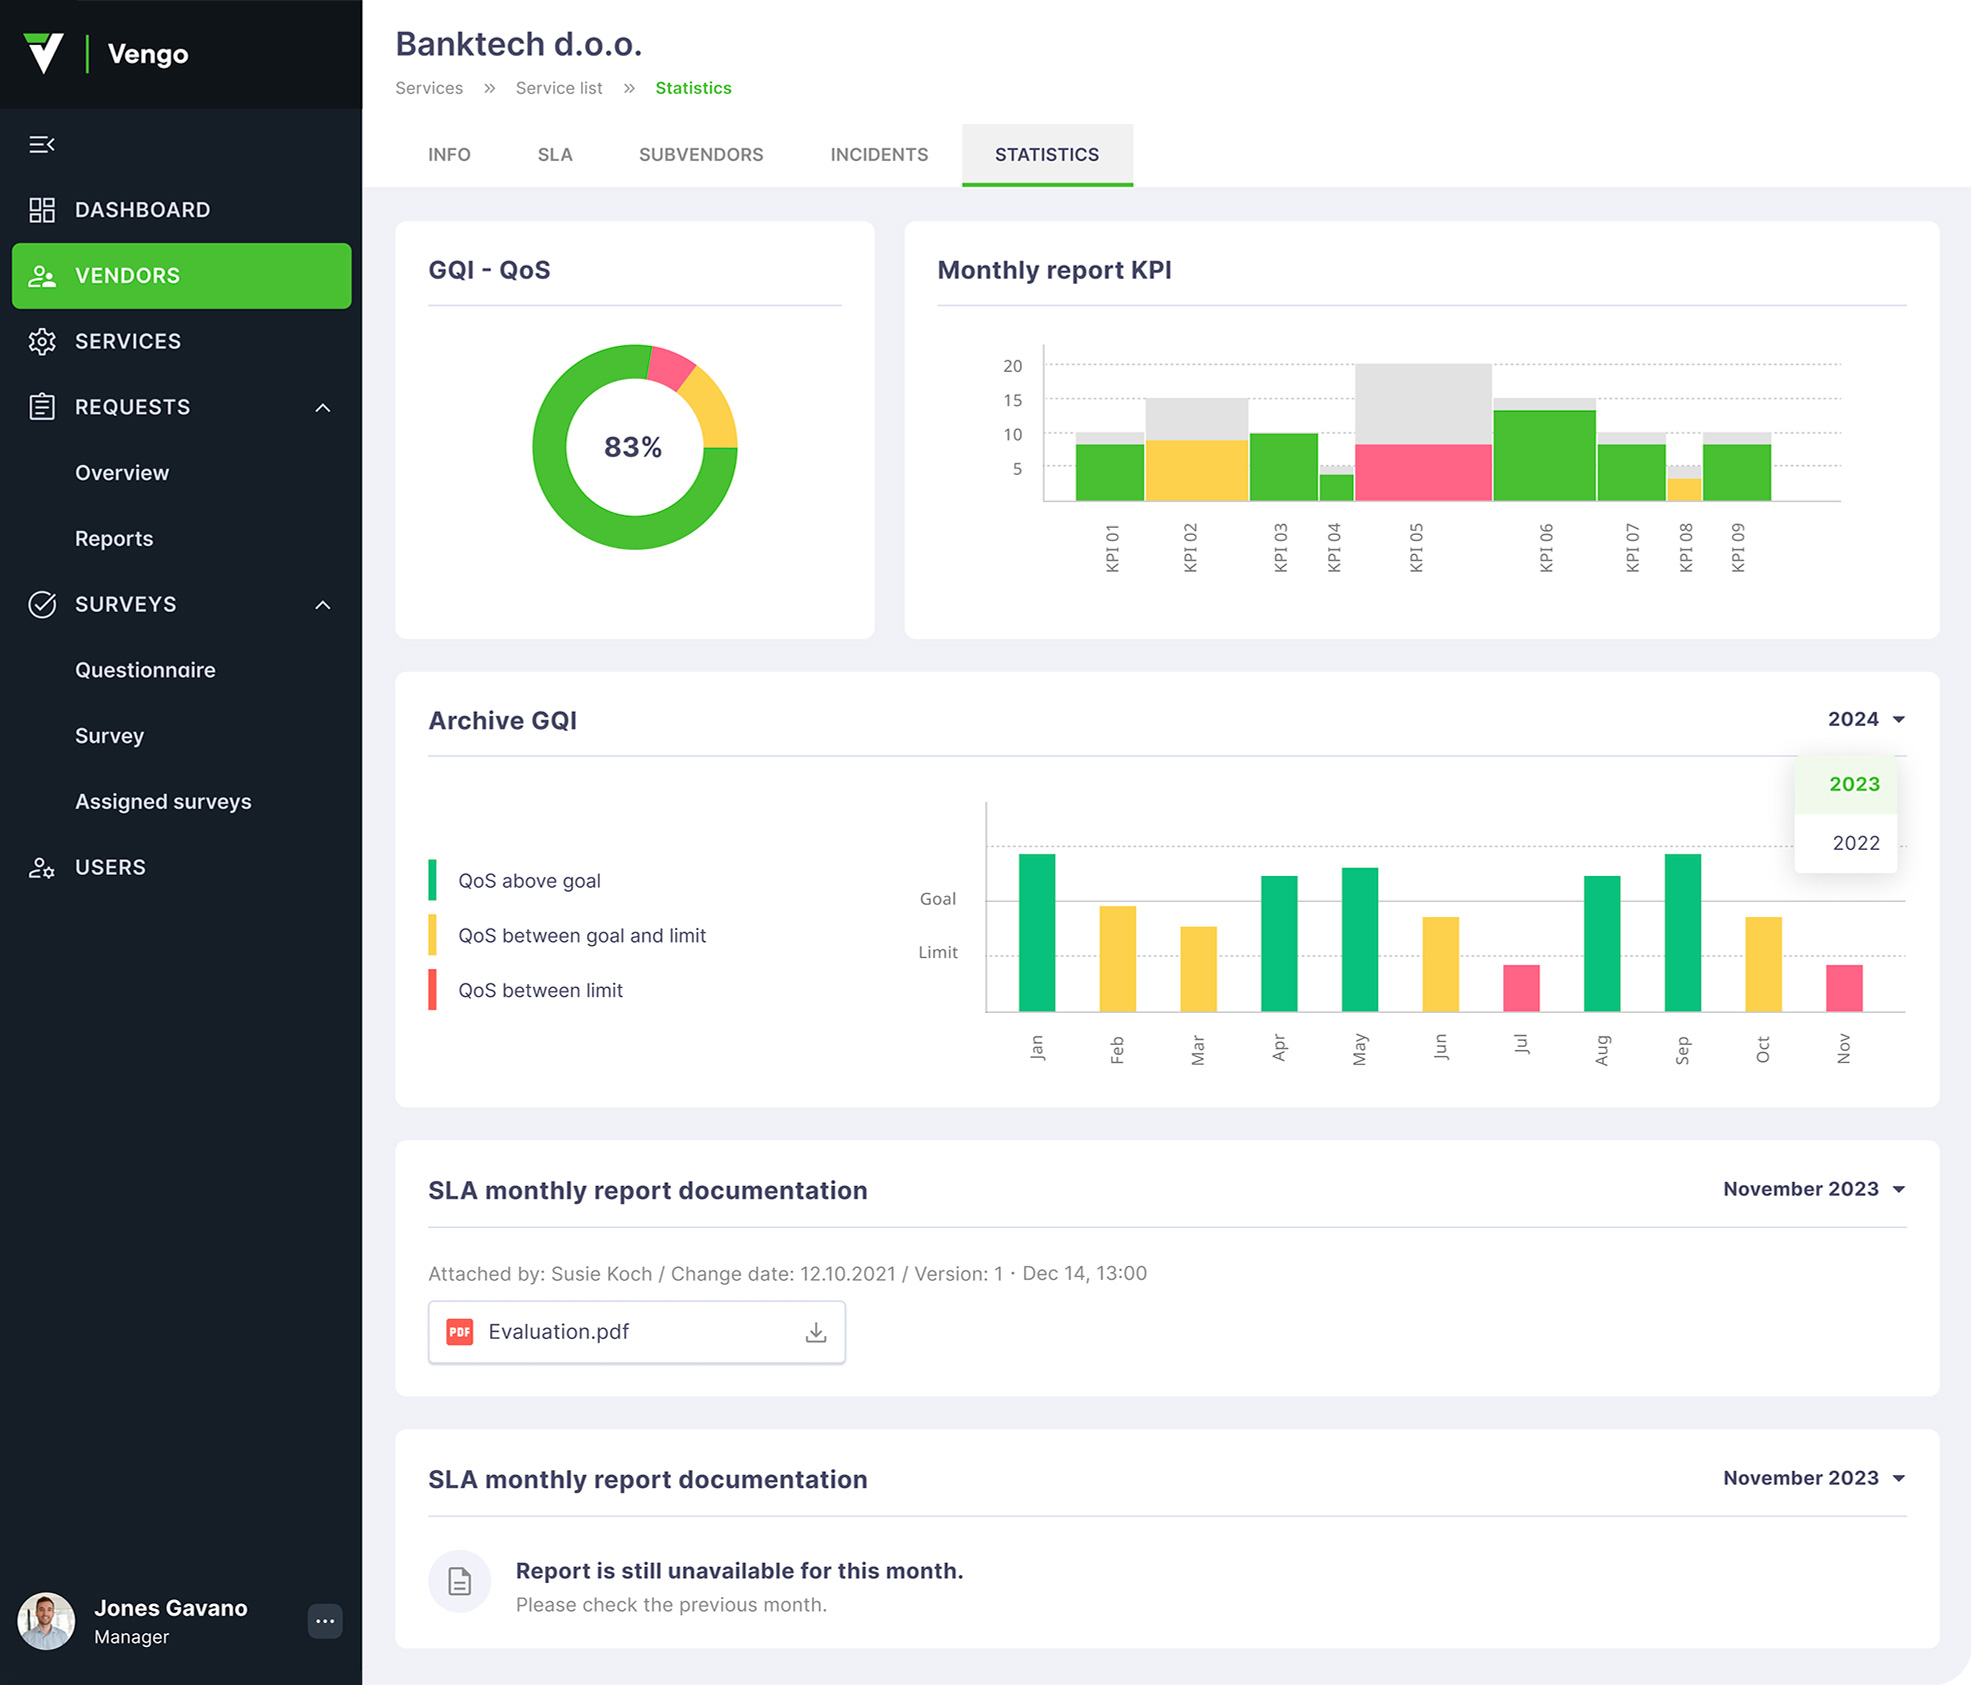 Vengo
DASHBOARD
VENDORS
SERVICES
REQUESTS
Overview
Reports
SURVEYS
Questionnaire
Survey
Assigned surveys
USERS
Jones Gavano
Manager
Banktech d.o.o.
Services » Service list » Statistics
INFO SLA SUBVENDORS INCIDENTS STATISTICS
GQI - QoS
83%
Monthly report KPI
20
15
10
5
KPI 01 KPI 02 KPI 03 KPI 04 KPI 05 KPI 06 KPI 07 KPI 08 KPI 09
Archive GQI
2024
2023
2022
QoS above goal
QoS between goal and limit
QoS between limit
Goal
Limit
Jan Feb Mar Apr May Jun Jul Aug Sep Oct Nov
SLA monthly report documentation
November 2023
Attached by: Susie Koch / Change date: 12.10.2021 / Version: 1 · Dec 14, 13:00
PDF Evaluation.pdf
SLA monthly report documentation
November 2023
Report is still unavailable for this month.
Please check the previous month.